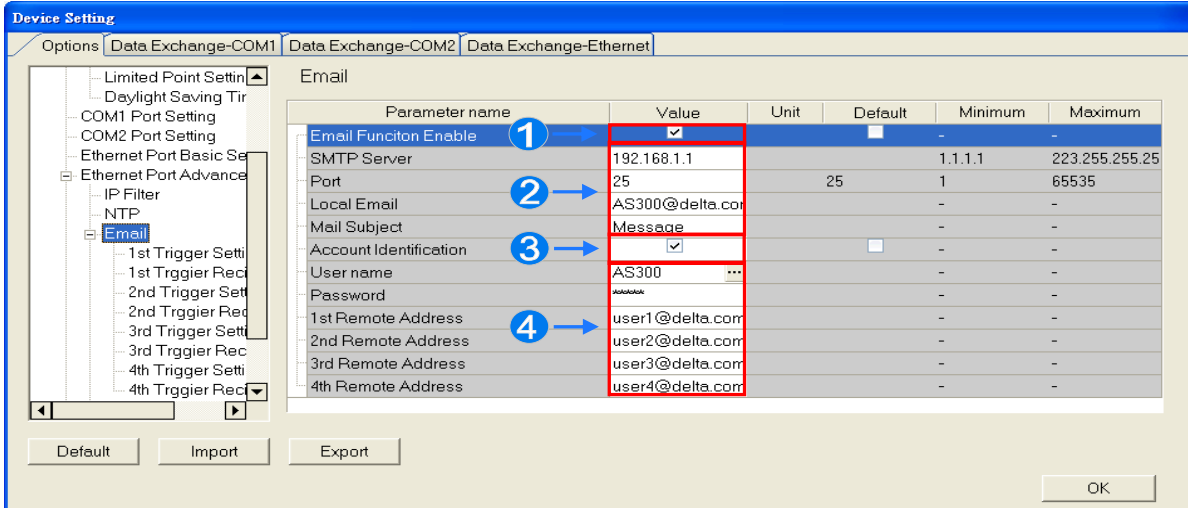 Device Setting
Options Data Exchange-COM1 Data Exchange-COM2 Data Exchange-Ethernet
Limited Point Settin
Daylight Saving Tir
COM1 Port Setting
COM2 Port Setting
Ethernet Port Basic Se
Ethernet Port Advance
IP Filter
NTP
Email
1st Trigger Setti
1st Trggier Reci
2nd Trigger Sett
2nd Trggier Rec
3rd Trigger Setti
3rd Trggier Rec
4th Trigger Setti
4th Trggier Reci
Email
Parameter name Value Unit Default Minimum Maximum
Email Funciton Enable 1 - -
SMTP Server 192.168.1.1 1.1.1.1 223.255.255.25
Port 25 25 1 65535
2
Local Email AS300@delta.cor - -
Mail Subject Message - -
Account Identification 3 - -
User name AS300 ... - -
Password ****** - -
1st Remote Address user1@delta.com - -
4
2nd Remote Address user2@delta.com - -
3rd Remote Address user3@delta.com - -
4th Remote Address user4@delta.com - -
Default Import Export
OK